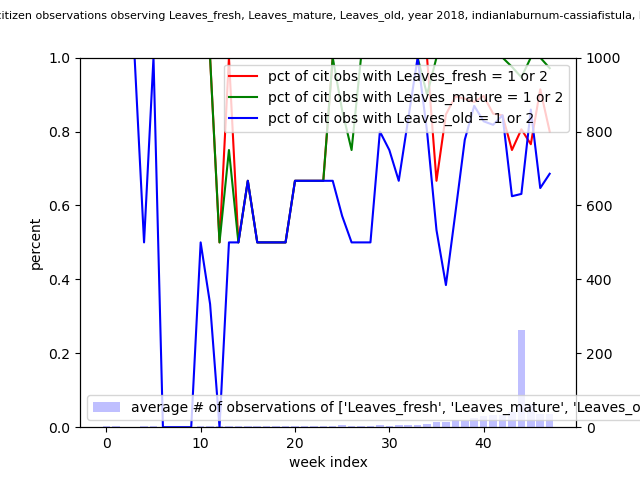 citizen observations observing Leaves_fresh, Leaves_mature, Leaves_old, year 2018, indianlaburnum-cassiafistula,
pct of cit obs with Leaves_fresh = 1 or 2
pct of cit obs with Leaves_mature = 1 or 2
pct of cit obs with Leaves_old = 1 or 2
average # of observations of ['Leaves_fresh', 'Leaves_mature', 'Leaves_o
percent
1.0
0.8
0.6
0.4
0.2
0.0
1000
800
600
400
200
0
0 10 20 30 40
week index